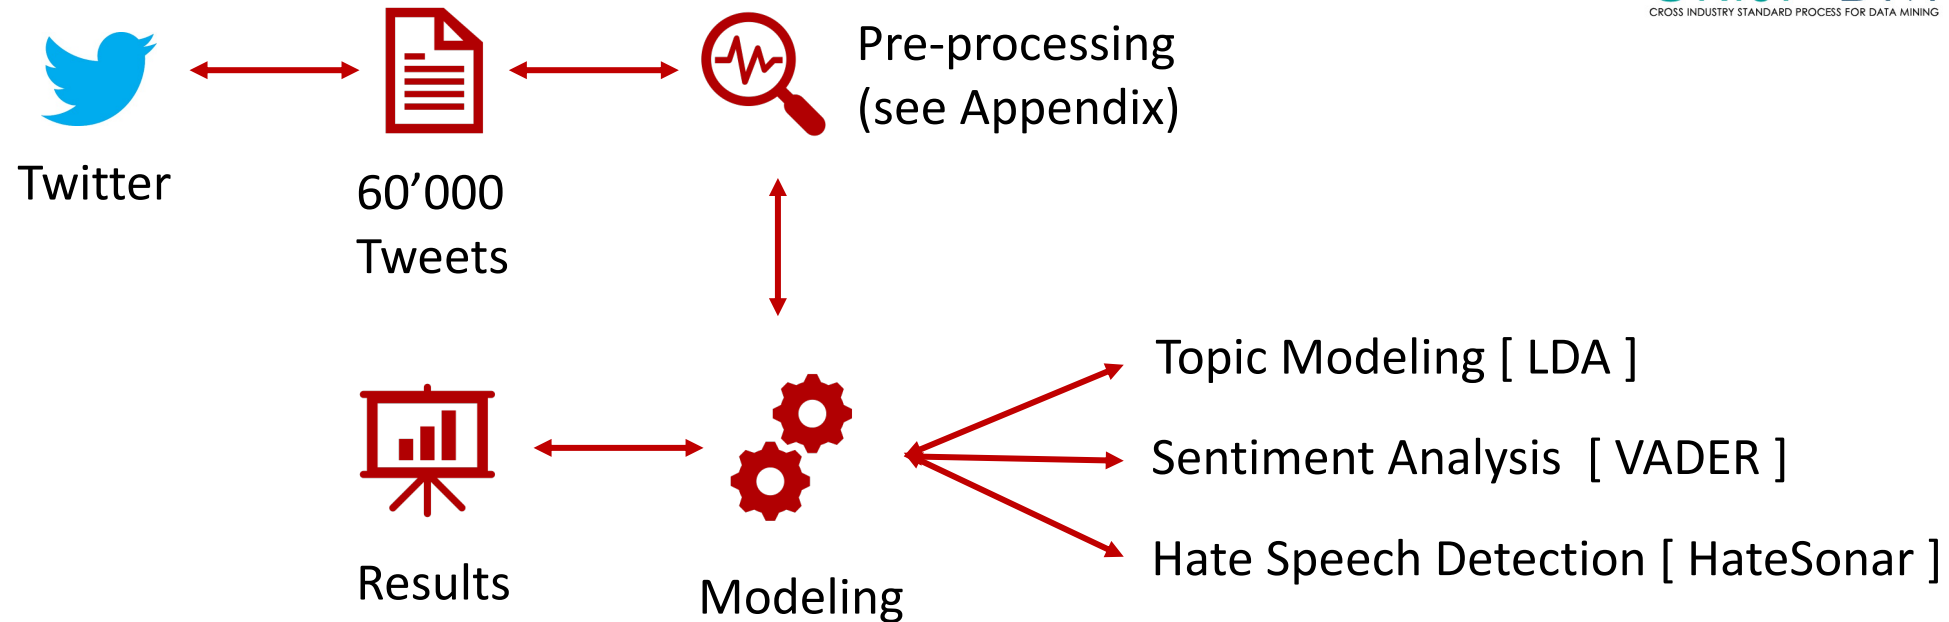 CROSS INDUSTRY STANDARD PROCESS FOR DATA MINING
Pre-processing
(see Appendix)
Twitter
60’000
Tweets
Topic Modeling [ LDA ]
Sentiment Analysis [ VADER ]
Hate Speech Detection [ HateSonar ]
Results
Modeling